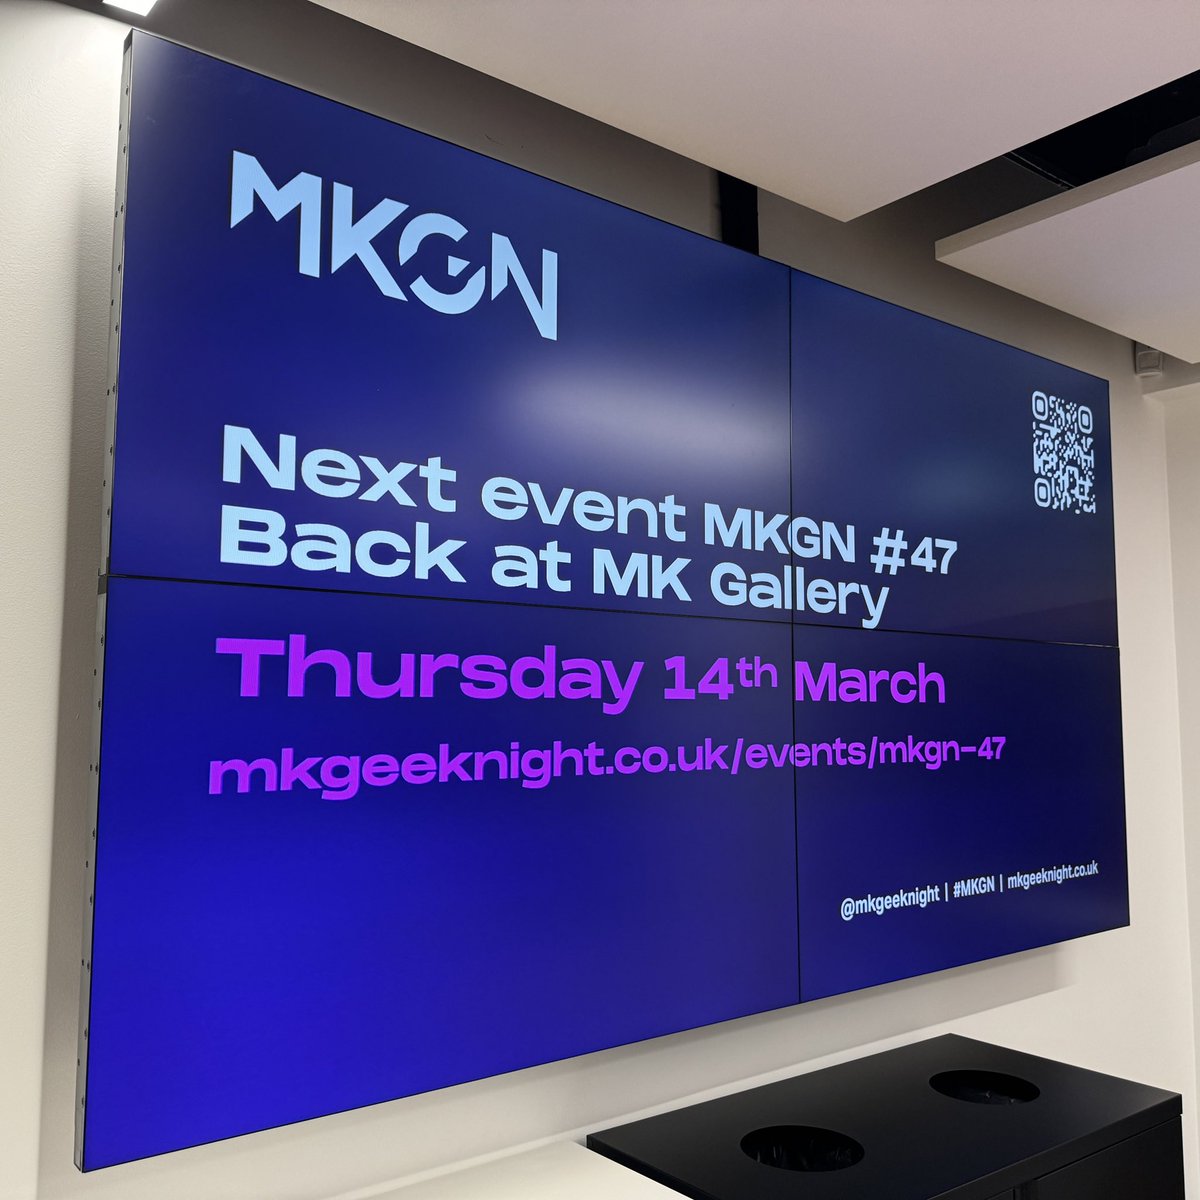 MKGN
Next event MKGN #47
Back at MK Gallery
Thursday 14th March
mkgeeknight.co.uk/events/mkgn-47
@mkgeeknight | #MKGN | mkgeeknight.co.uk